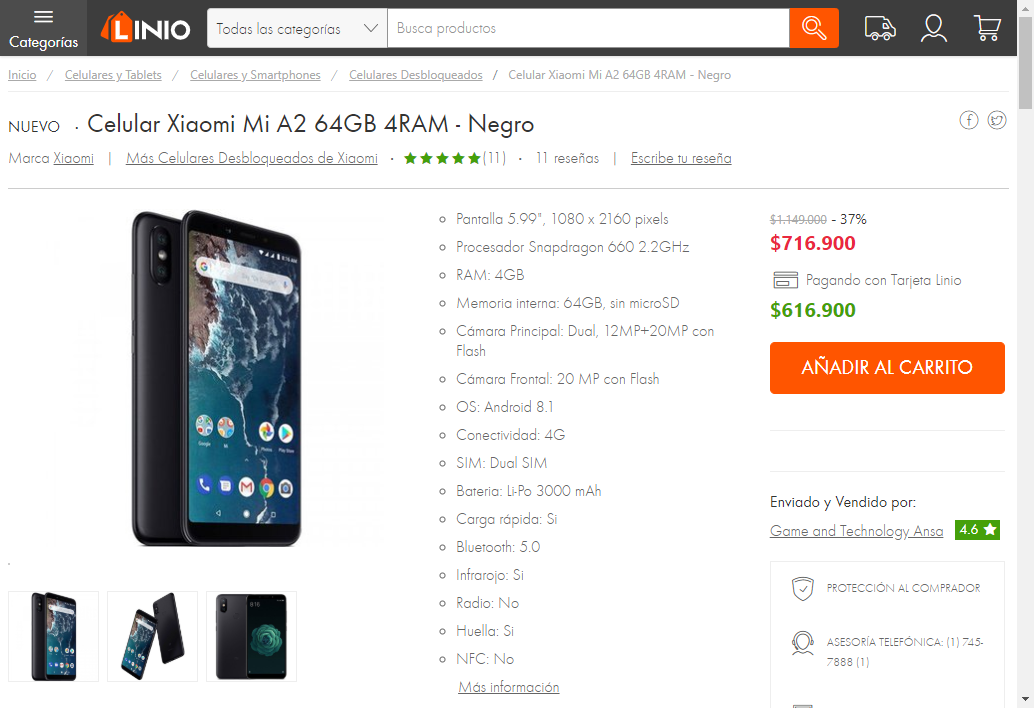 Categorías
LINIO
Todas las categorías
Busca productos
Inicio / Celulares y Tablets / Celulares y Smartphones / Celulares Desbloqueados / Celular Xiaomi Mi A2 64GB 4RAM - Negro
NUEVO · Celular Xiaomi Mi A2 64GB 4RAM - Negro
Marca Xiaomi | Más Celulares Desbloqueados de Xiaomi · (11) · 11 reseñas | Escribe tu reseña
Pantalla 5.99", 1080 x 2160 pixels
Procesador Snapdragon 660 2.2GHz
RAM: 4GB
Memoria interna: 64GB, sin microSD
Cámara Principal: Dual, 12MP+20MP con
Flash
Cámara Frontal: 20 MP con Flash
OS: Android 8.1
Conectividad: 4G
SIM: Dual SIM
Bateria: Li-Po 3000 mAh
Carga rápida: Si
Bluetooth: 5.0
Infrarojo: Si
Radio: No
Huella: Si
NFC: No
Más información
$1.149.000 - 37%
$716.900
Pagando con Tarjeta Linio
$616.900
AÑADIR AL CARRITO
Enviado y Vendido por:
Game and Technology Ansa 4.6
PROTECCIÓN AL COMPRADOR
ASESORÍA TELEFÓNICA: (1) 745-
7888 (1)